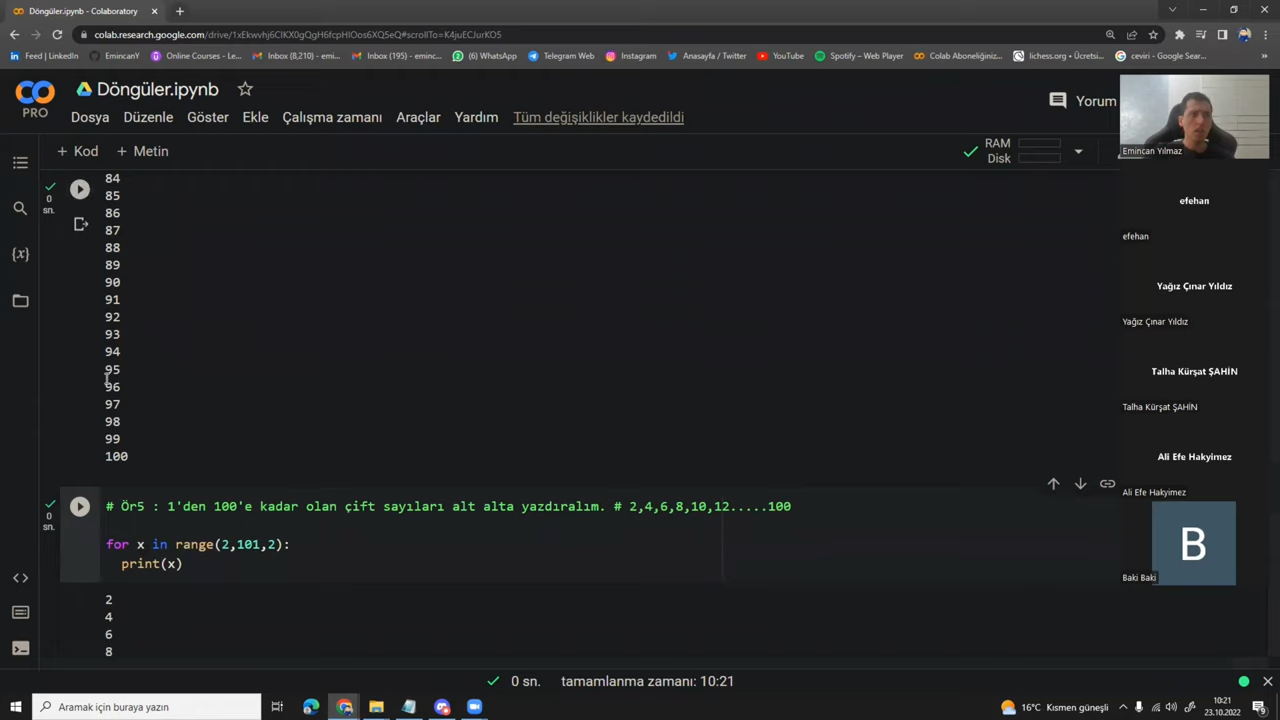 Döngüler.ipynb - Colaboratory
colab.research.google.com/drive/1xEkwvhj6CIKX0gQgH6fcpHIOos6XQ5eQ#scrollTo=K4juECJurKO5
Feed | LinkedIn
EmincanY
Online Courses - Le...
Inbox (8,210) - emi...
Inbox (195) - eminc...
(6) WhatsApp
Telegram Web
Instagram
Anasayfa / Twitter
YouTube
Spotify – Web Player
Colab Aboneliğiniz...
lichess.org • Ücretsi...
ceviri - Google Sear...
PRO
Döngüler.ipynb
Yorum
Dosya Düzenle Göster Ekle Çalışma zamanı Araçlar Yardım Tüm değişiklikler kaydedildi
+ Kod + Metin
RAM
Disk
Emincan Yılmaz
0
sn.
84
85
86
87
88
89
90
91
92
93
94
95
96
97
98
99
100
0
sn.
# Ör5 : 1'den 100'e kadar olan çift sayıları alt alta yazdıralım. # 2,4,6,8,10,12.....100
for x in range(2,101,2):
print(x)
2
4
6
8
efehan
efehan
Yağız Çınar Yıldız
Yağız Çınar Yıldız
Talha Kürşat ŞAHİN
Talha Kürşat ŞAHİN
Ali Efe Hakyimez
Ali Efe Hakyimez
B
Baki Baki
0 sn. tamamlanma zamanı: 10:21
Aramak için buraya yazın
16°C Kısmen güneşli
10:21
23.10.2022